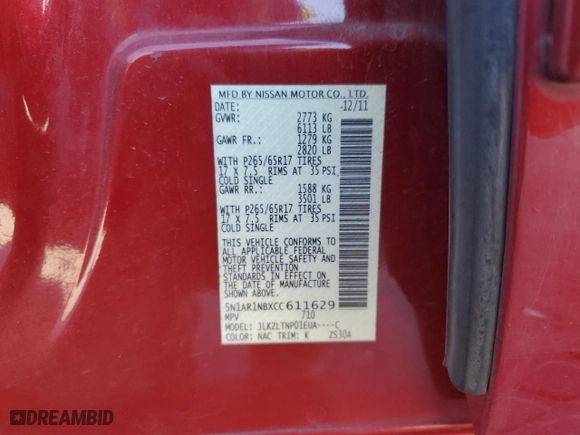 MFD BY NISSAN MOTOR CO., LTD.
DATE: 12/11
GVWR: 2773 KG
6113 LB
GAWR FR.: 1279 KG
2820 LB
WITH P265/65R17 TIRES
17 X 7.5 RIMS AT 35 PSI
COLD SINGLE
GAWR RR.: 1588 KG
3501 LB
WITH P265/65R17 TIRES
17 X 7.5 RIMS AT 35 PSI
COLD SINGLE
THIS VEHICLE CONFORMS TO
ALL APPLICABLE FEDERAL
MOTOR VEHICLE SAFETY AND
THEFT PREVENTION
STANDARDS IN EFFECT ON THE
DATE OF MANUFACTURE
5N1AR1NBXCC611629
MPV 710
MODEL: JLKZLTNP01EUA----C
COLOR: NAC TRIM: K 2S30A
DREAMBID